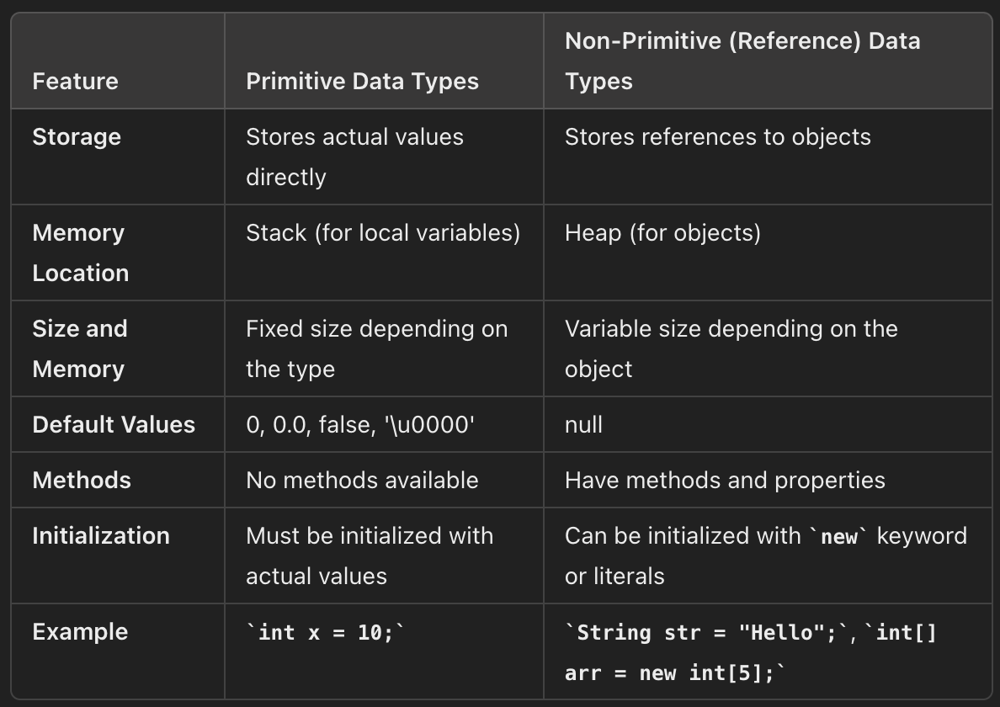 Feature
Primitive Data Types
Non-Primitive (Reference) Data
Types
Storage
Stores actual values
directly
Stores references to objects
Memory
Location
Stack (for local variables)
Heap (for objects)
Size and
Memory
Fixed size depending on
the type
Variable size depending on the
object
Default Values
0, 0.0, false, '\u0000'
null
Methods
No methods available
Have methods and properties
Initialization
Must be initialized with
actual values
Can be initialized with `new` keyword
or literals
Example
`int x = 10;`
`String str = "Hello";`, `int[]
arr = new int[5];`